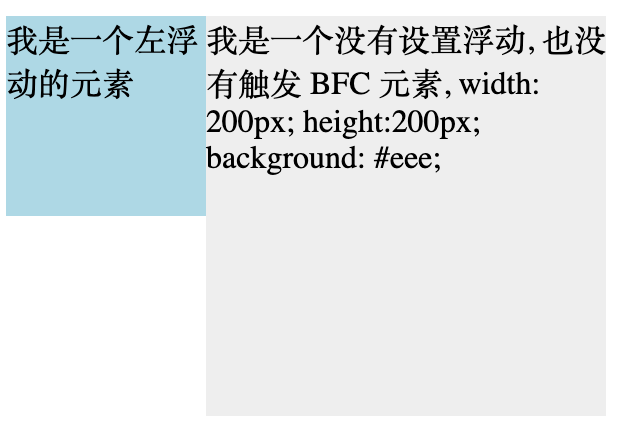 我是一个左浮
动的元素
我是一个没有设置浮动, 也没
有触发 BFC 元素, width:
200px; height:200px;
background: #eee;